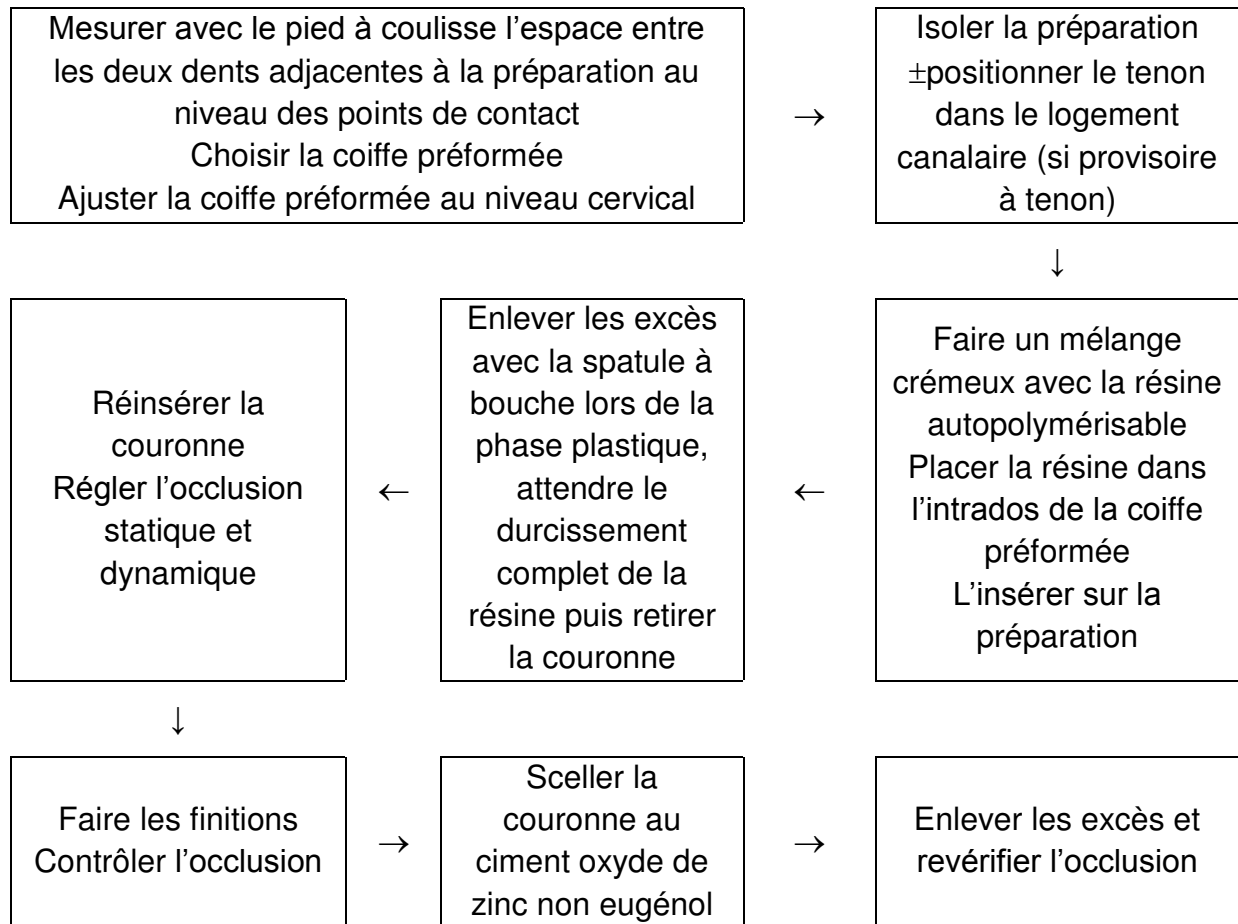 Mesurer avec le pied à coulisse l’espace entre
les deux dents adjacentes à la préparation au
niveau des points de contact
Choisir la coiffe préformée
Ajuster la coiffe préformée au niveau cervical
→
Isoler la préparation
±positionner le tenon
dans le logement
canalaire (si provisoire
à tenon)
↓
Faire un mélange
crémeux avec la résine
autopolymérisable
Placer la résine dans
l’intrados de la coiffe
préformée
L’insérer sur la
préparation
←
Enlever les excès
avec la spatule à
bouche lors de la
phase plastique,
attendre le
durcissement
complet de la
résine puis retirer
la couronne
←
Réinsérer la
couronne
Régler l’occlusion
statique et
dynamique
↓
Faire les finitions
Contrôler l’occlusion
→
Sceller la
couronne au
ciment oxyde de
zinc non eugénol
→
Enlever les excès et
revérifier l’occlusion